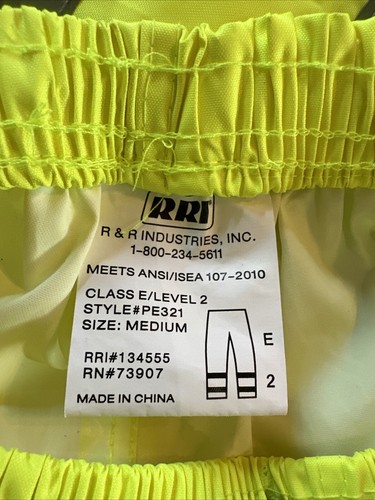 RRI
R & R INDUSTRIES, INC.
1-800-234-5611
MEETS ANSI/ISEA 107-2010
CLASS E/LEVEL 2
STYLE#PE321
SIZE: MEDIUM
E
RRI#134555
RN#73907
2
MADE IN CHINA